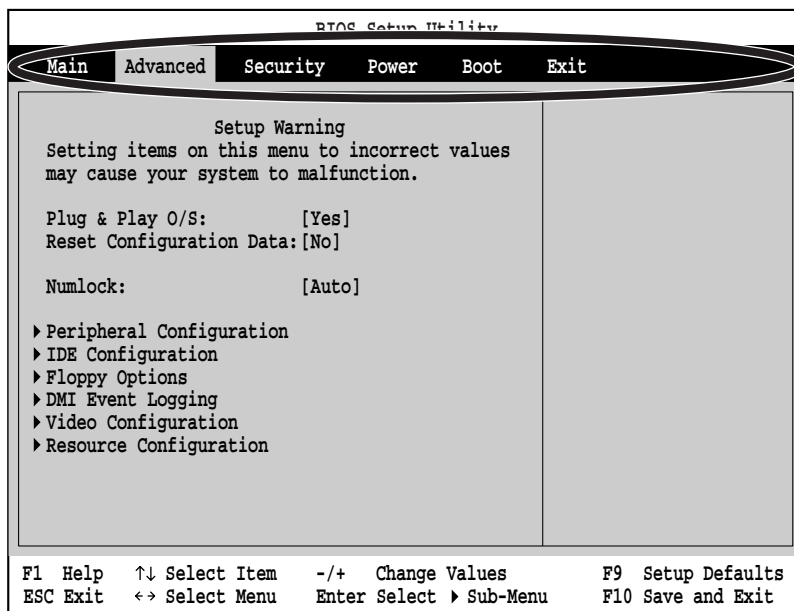 BIOS Setup Utility
Main Advanced Security Power Boot Exit
Setup Warning
Setting items on this menu to incorrect values
may cause your system to malfunction.
Plug & Play O/S: [Yes]
Reset Configuration Data: [No]
Numlock: [Auto]
Peripheral Configuration
IDE Configuration
Floppy Options
DMI Event Logging
Video Configuration
Resource Configuration
F1 Help ↑↓ Select Item -/+ Change Values F9 Setup Defaults
ESC Exit ←→ Select Menu Enter Select ▶ Sub-Menu F10 Save and Exit